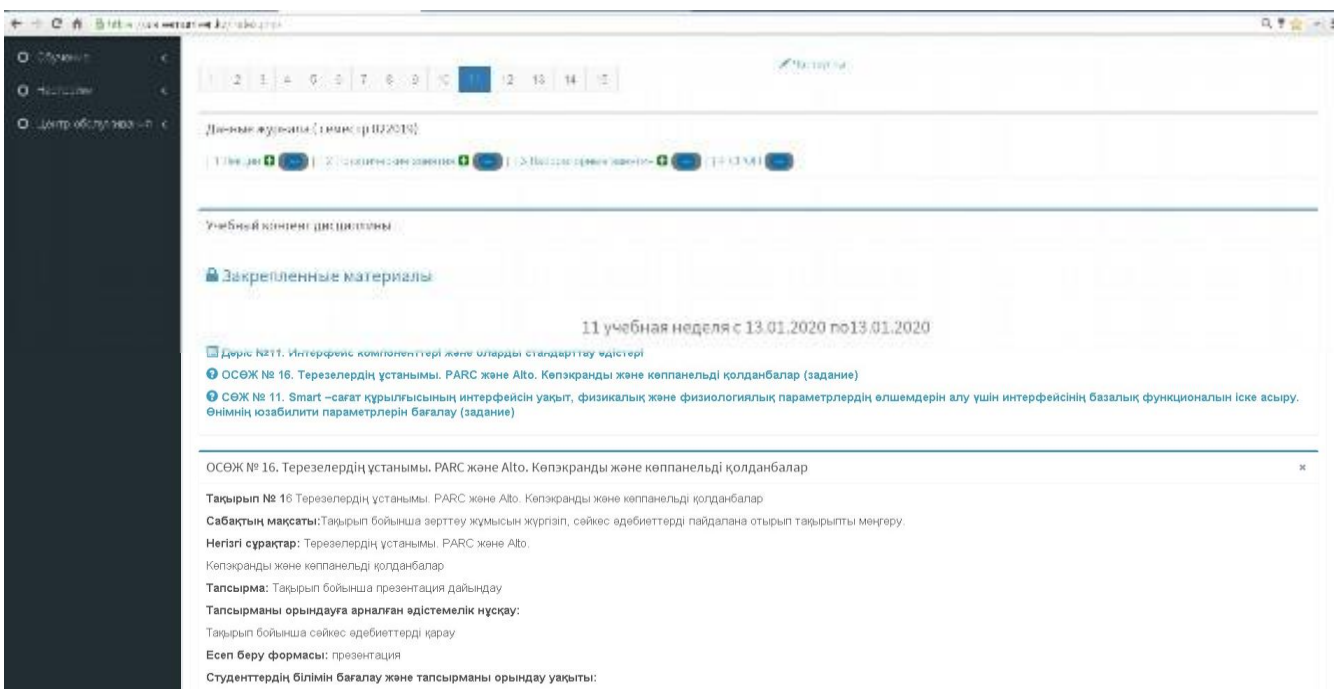 Обучение
1 2 3 4 5 6 7 8 9 10 11 12 13 14 15
Данные журнала (семестр 022019)
Учебный контент дисциплины
Закрепленные материалы
11 учебная неделя с 13.01.2020 по13.01.2020
Дәріс №11. Интерфейс компоненттері және оларды стандарттау әдістері
ОСӨЖ № 16. Терезелердің ұстанымы. PARC және Alto. Көпэкранды және көппанельді қолданбалар (задание)
СӨЖ № 11. Smart –сағат құрылғысының интерфейсін уақыт, физикалық және физиологиялық параметрлердің өлшемдерін алу үшін интерфейсінің базалық функционалын іске асыру.
Өнімнің юзабилити параметрлерін бағалау (задание)
ОСӨЖ № 16. Терезелердің ұстанымы. PARC және Alto. Көпэкранды және көппанельді қолданбалар
Тақырып № 16 Терезелердің ұстанымы. PARC және Alto. Көпэкранды және көппанельді қолданбалар
Сабақтың мақсаты:Тақырып бойынша зерттеу жұмысын жүргізіп, сәйкес әдебиеттерді пайдалана отырып тақырыпты меңгеру.
Негізгі сұрақтар: Терезелердің ұстанымы. PARC және Alto.
Көпэкранды және көппанельді қолданбалар
Тапсырма: Тақырып бойынша презентация дайындау
Тапсырманы орындауға арналған әдістемелік нұсқау:
Тақырып бойынша сәйкес әдебиеттерді қарау
Есеп беру формасы: презентация
Студенттердің білімін бағалау және тапсырманы орындау уақыты: